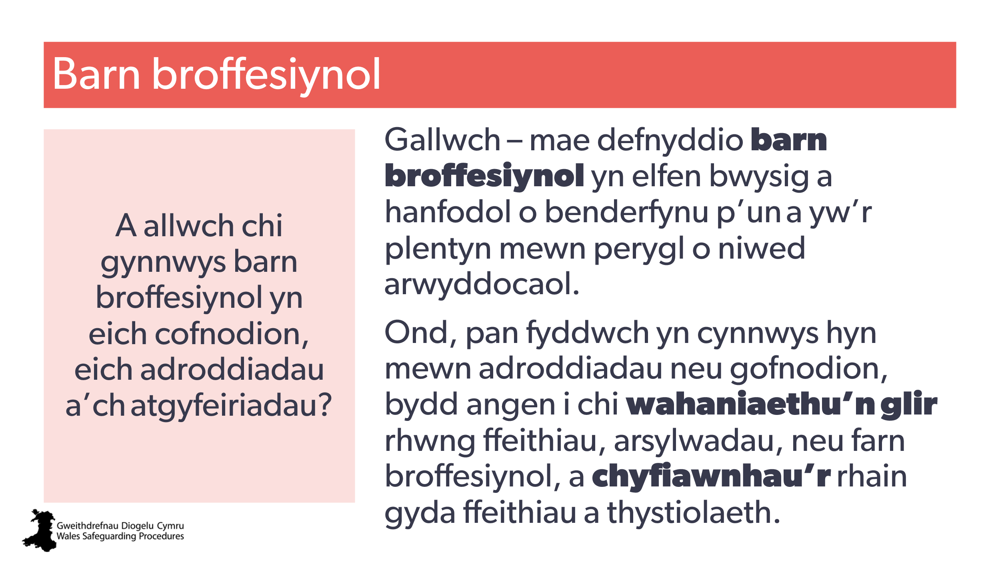 Barn broffesiynol
A allwch chi
gynnwys barn
broffesiynol yn
eich cofnodion,
eich adroddiadau
a’ch atgyfeiriadau?
Gallwch – mae defnyddio barn
broffesiynol yn elfen bwysig a
hanfodol o benderfynu p’un a yw’r
plentyn mewn perygl o niwed
arwyddocaol.
Ond, pan fyddwch yn cynnwys hyn
mewn adroddiadau neu gofnodion,
bydd angen i chi wahaniaethu’n glir
rhwng ffeithiau, arsylwadau, neu farn
broffesiynol, a chyfiawnhau’r rhain
gyda ffeithiau a thystiolaeth.
Gweithdrefnau Diogelu Cymru
Wales Safeguarding Procedures